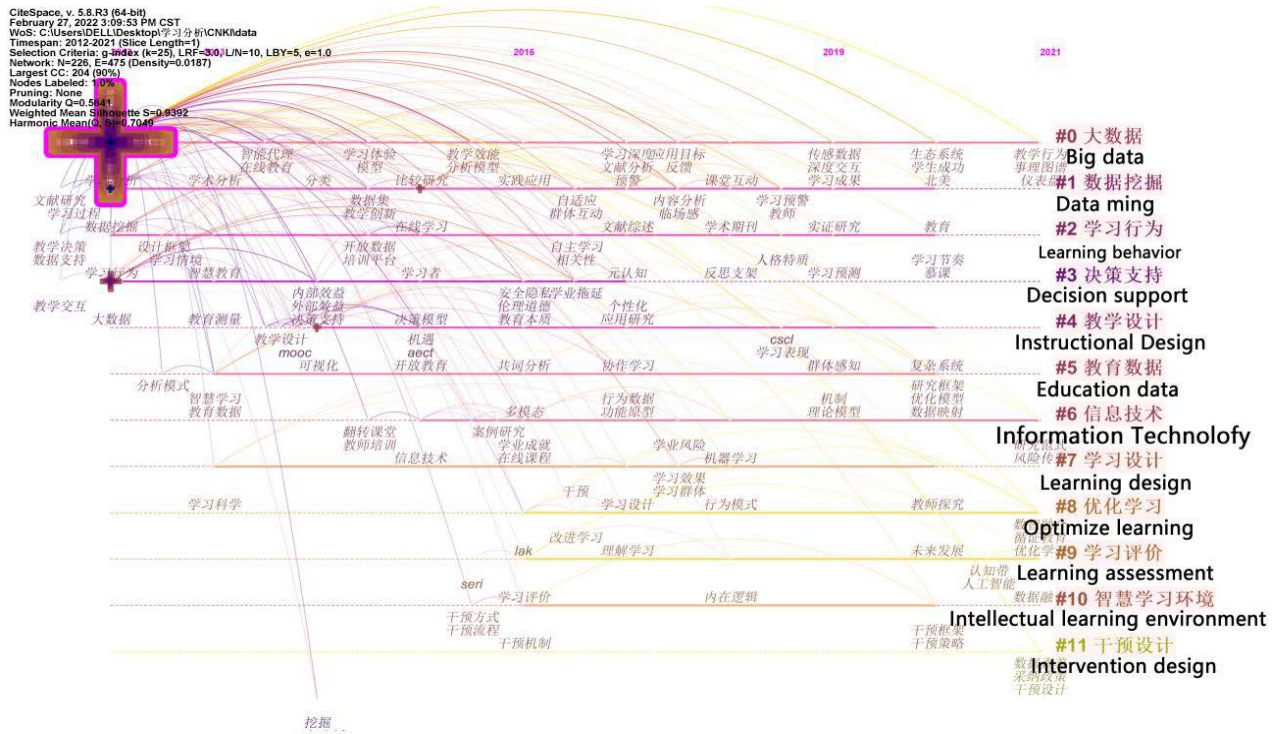 CiteSpace, v. 5.8.R3 (64-bit)
February 27, 2022 3:09:53 PM CST
WoS: C:\Users\DELL\Desktop\学习分析\CNKI\data
Timespan: 2012-2021 (Slice Length=1)
Selection Criteria: g-index (k=25), LRF=3.0, L/N=10, LBY=5, e=1.0
Network: N=226, E=475 (Density=0.0187)
Largest CC: 204 (90%)
Nodes Labeled: 1.0%
Pruning: None
Modularity Q=0.5641
Weighted Mean Silhouette S=0.9392
Harmonic Mean(Q, S)=0.7049
2016 2019 2021
#0 大数据
Big data
智能代理 学习体验 教学效能 学习深度 应用目标 传感数据 生态系统 教学行为
在线教育 模型 分析模型 文献分析 反馈 深度交互 学生成功 事理图谱
学术分析 分类 比较研究 实践应用 预警 课堂互动 学习成果 北美 仪表盘
#1 数据挖掘
Data ming
文献研究 数据集 自适应 内容分析 学习预警
学习过程 教学创新 群体互动 临场感 教师
数据挖掘 在线学习 文献综述 学术期刊 实证研究 教育
#2 学习行为
Learning behavior
教学决策 设计框架 开放数据 自主学习 人格特质 学习节奏
数据支持 学习情境 培训平台 相关性 慕课
学习行为 智慧教育 学习者 元认知 反思支架 学习预测
#3 决策支持
Decision support
教学交互 内部效益 安全隐私 学业拖延
外部效益 伦理道德 个性化
大数据 教育测量 决策支持 决策模型 教育本质 应用研究
#4 教学设计
Instructional Design
教学设计 机遇 cscl
mooc aect 学习表现
可视化 开放教育 共词分析 协作学习 群体感知 复杂系统
#5 教育数据
Education data
分析模式 研究框架
智慧学习 行为数据 机制 优化模型
教育数据 多模态 功能原型 理论模型 数据映射
#6 信息技术
Information Technolofy
翻转课堂 案例研究
教师培训 学业成就 学业风险
信息技术 在线课程 机器学习
#7 学习设计
Learning design
学习效果
干预 学习群体
学习科学 学习设计 行为模式 教师探究
#8 优化学习
Optimize learning
改进学习
lak 理解学习 未来发展
#9 学习评价
Learning assessment
seri 认知带
人工智能
学习评价 内在逻辑
#10 智慧学习环境
Intellectual learning environment
干预方式
干预流程 干预框架
干预机制 干预策略
#11 干预设计
Intervention design
采纳政策
干预设计
挖掘